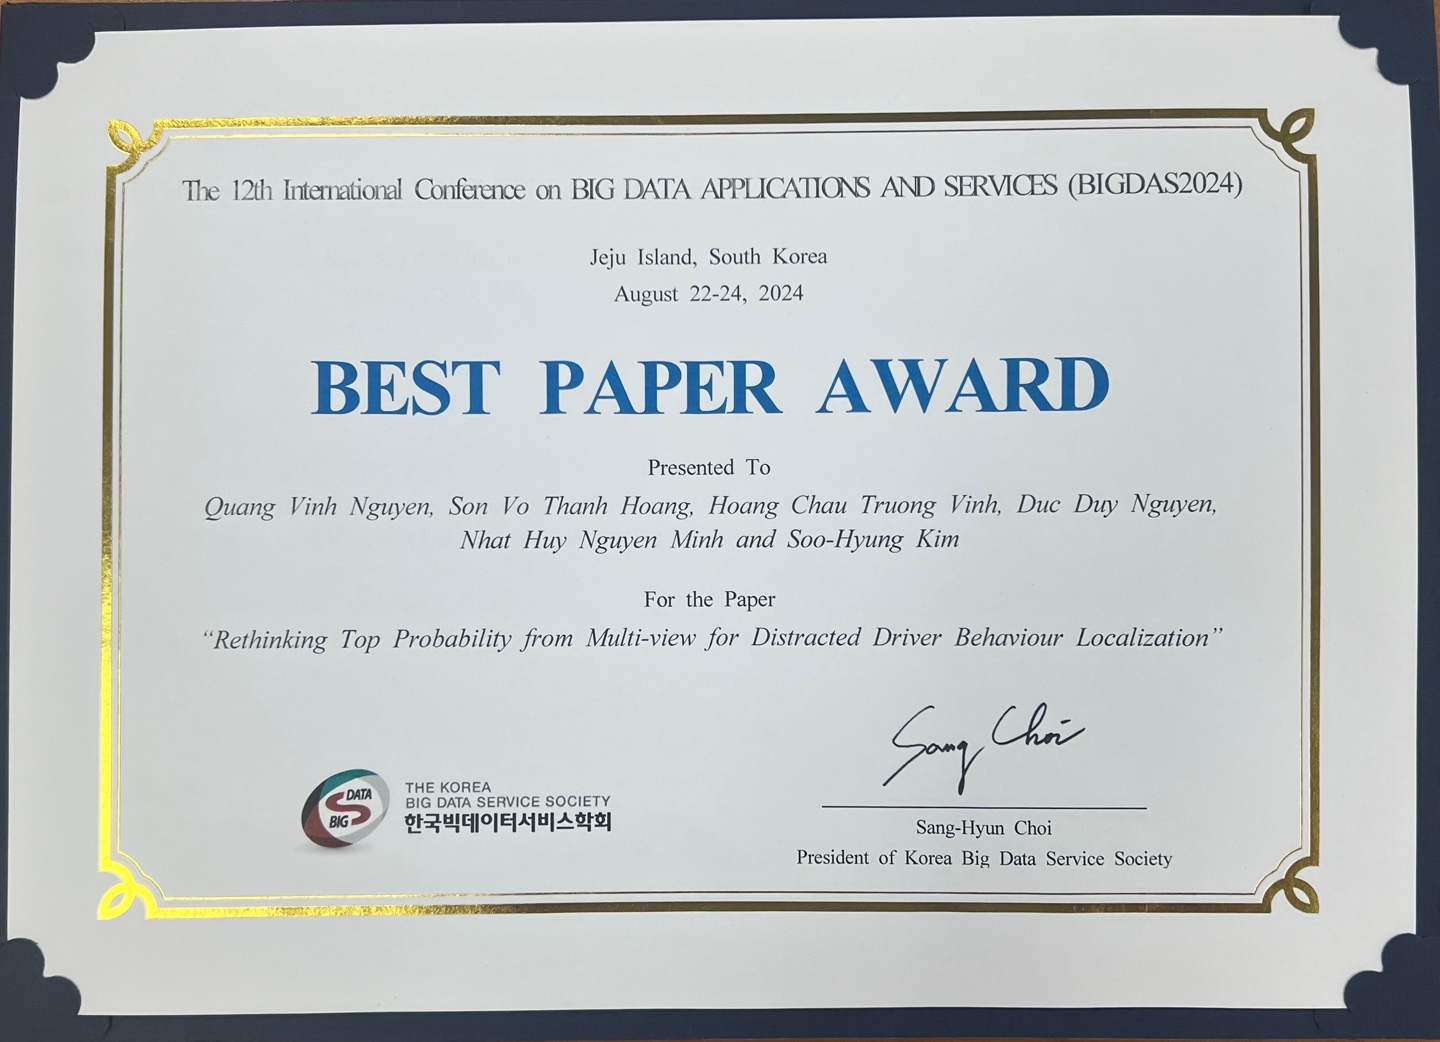 The 12th International Conference on BIG DATA APPLICATIONS AND SERVICES (BIGDAS2024)
Jeju Island, South Korea
August 22-24, 2024
BEST PAPER AWARD
Presented To
Quang Vinh Nguyen, Son Vo Thanh Hoang, Hoang Chau Truong Vinh, Duc Duy Nguyen,
Nhat Huy Nguyen Minh and Soo-Hyung Kim
For the Paper
“Rethinking Top Probability from Multi-view for Distracted Driver Behaviour Localization”
Sang Choi
DATA
BIG
THE KOREA
BIG DATA SERVICE SOCIETY
한국빅데이터서비스학회
Sang-Hyun Choi
President of Korea Big Data Service Society